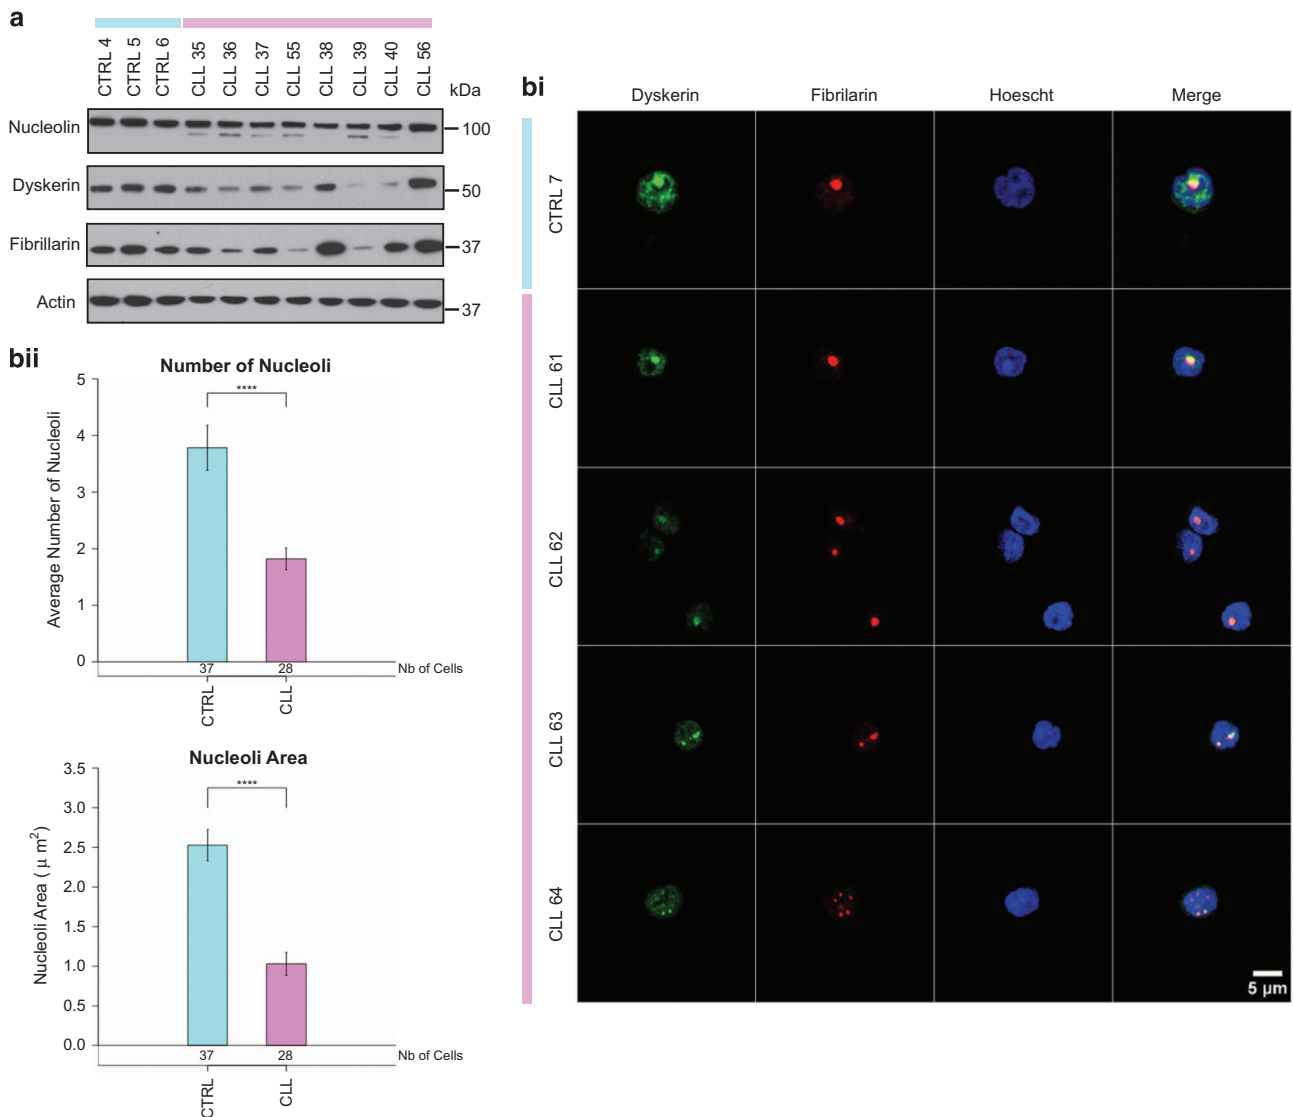 a
CTRL 4
CTRL 5
CTRL 6
CLL 35
CLL 36
CLL 37
CLL 55
CLL 38
CLL 39
CLL 40
CLL 56
kDa
Nucleolin
100
Dyskerin
50
Fibrillarin
37
Actin
37
bi
Dyskerin Fibrilarin Hoescht Merge
CTRL 7
CLL 61
CLL 62
CLL 63
CLL 64
5 μm
bii
Number of Nucleoli
****
Average Number of Nucleoli
5
4
3
2
1
0
37 28 Nb of Cells
CTRL
CLL
Nucleoli Area
****
Nucleoli Area ( μ m2)
3.5
3.0
2.5
2.0
1.5
1.0
0.5
0.0
37 28 Nb of Cells
CTRL
CLL